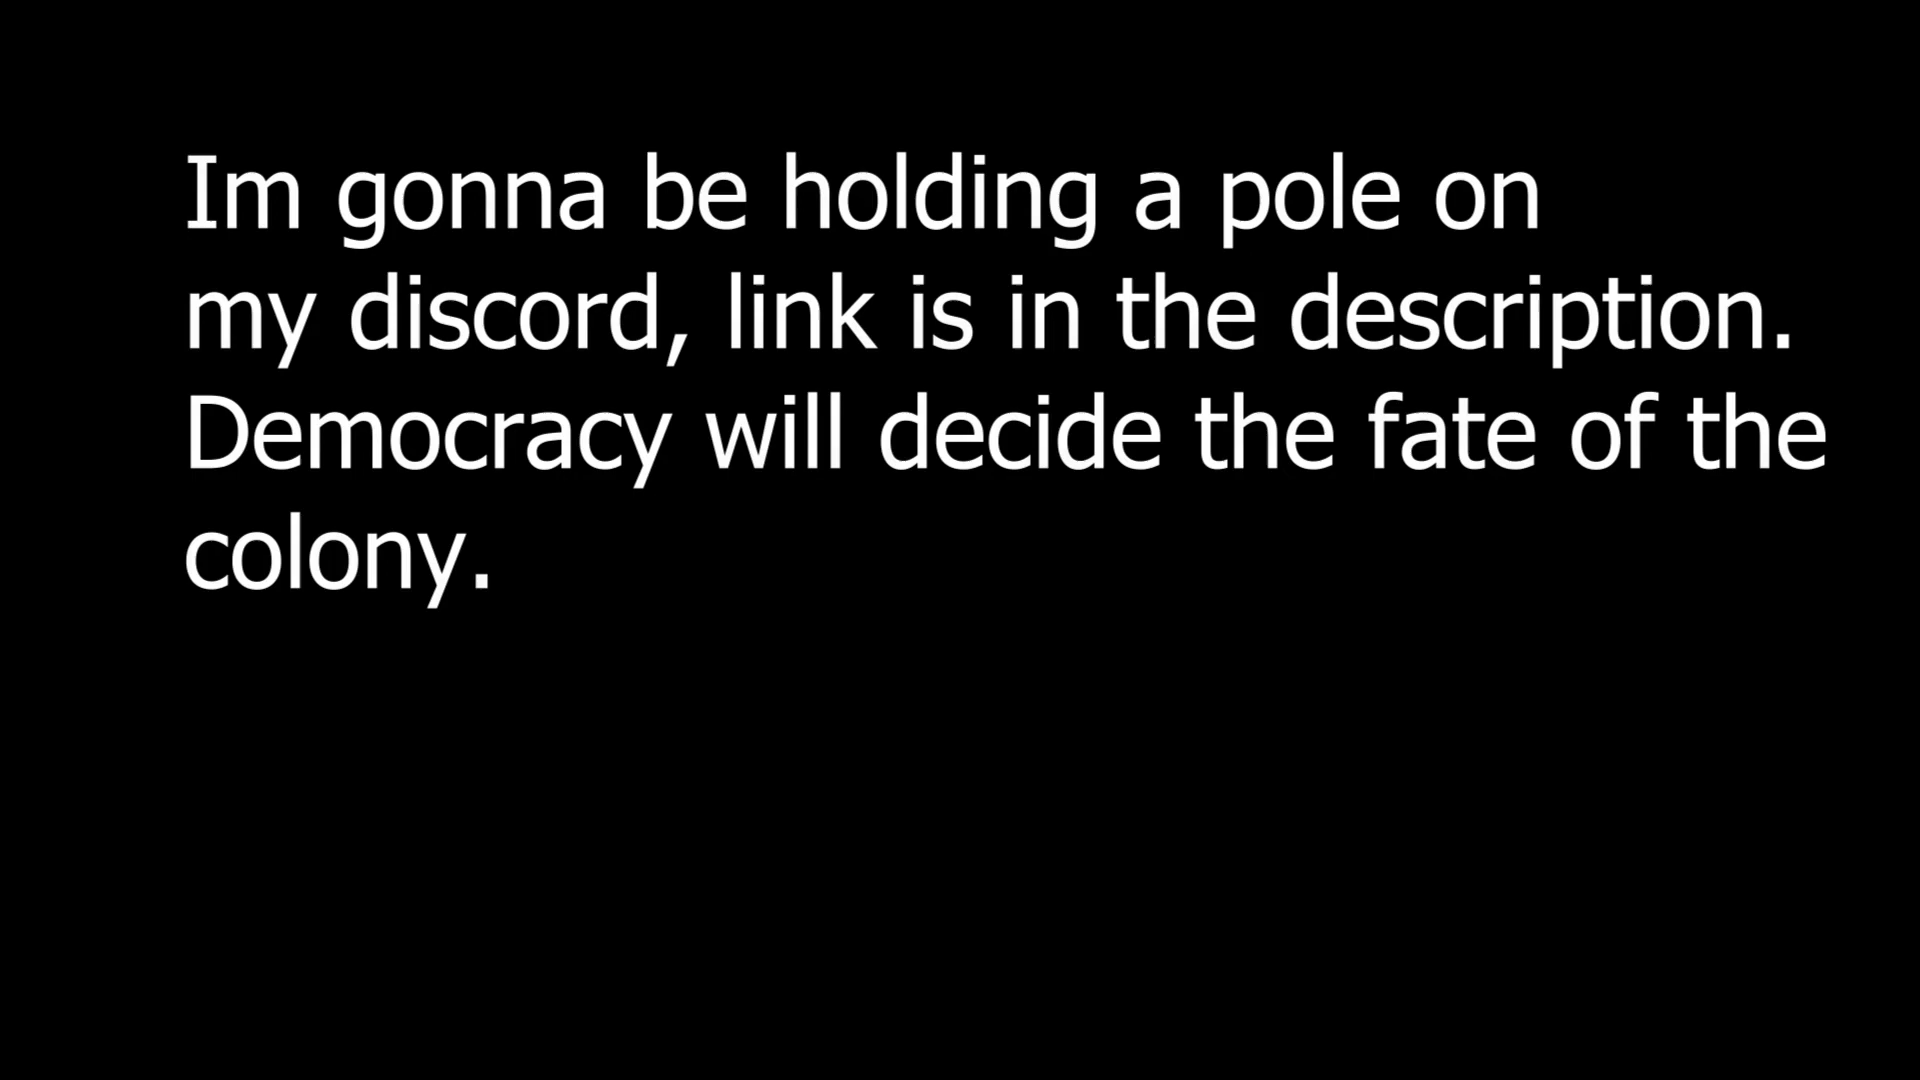 Im gonna be holding a pole on
my discord, link is in the description.
Democracy will decide the fate of the
colony.